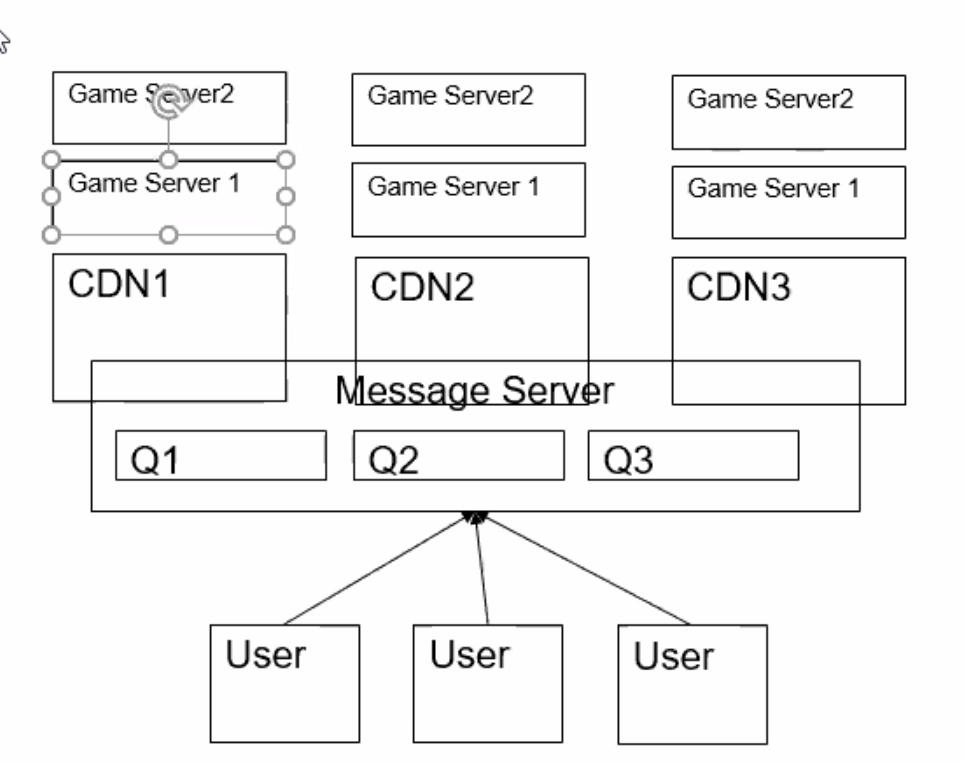 Game Server2
Game Server2
Game Server2
Game Server 1
Game Server 1
Game Server 1
CDN1
CDN2
CDN3
Message Server
Q1
Q2
Q3
User
User
User